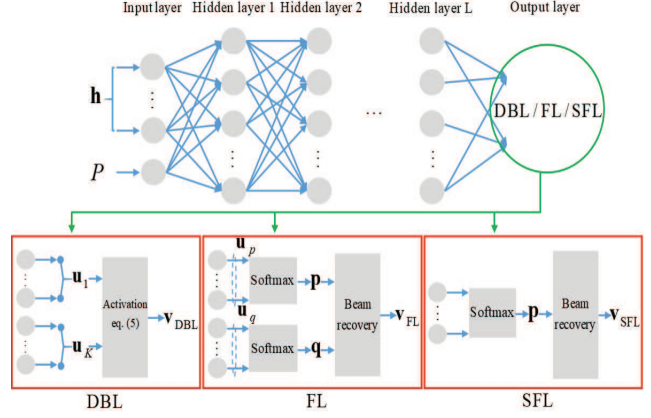 Input layer Hidden layer 1 Hidden layer 2 Hidden layer L Output layer
h
P
...
DBL / FL / SFL
u1
uK
Activation
eq. (5)
vDBL
up
uq
Softmax
Softmax
p
q
Beam
recovery
vFL
Softmax
p
Beam
recovery
vSFL
DBL FL SFL